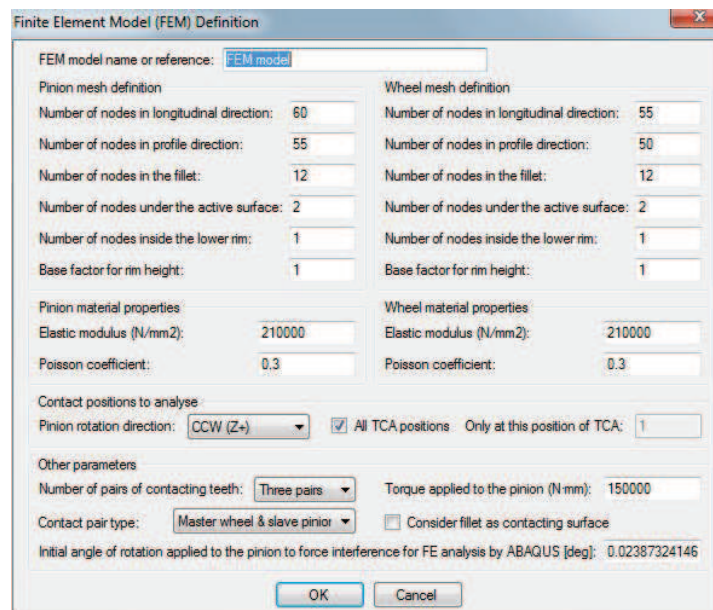 Finite Element Model (FEM) Definition
FEM model name or reference: FEM model
Pinion mesh definition
Number of nodes in longitudinal direction: 60
Number of nodes in profile direction: 55
Number of nodes in the fillet: 12
Number of nodes under the active surface: 2
Number of nodes inside the lower rim: 1
Base factor for rim height: 1
Wheel mesh definition
Number of nodes in longitudinal direction: 55
Number of nodes in profile direction: 50
Number of nodes in the fillet: 12
Number of nodes under the active surface: 2
Number of nodes inside the lower rim: 1
Base factor for rim height: 1
Pinion material properties
Elastic modulus (N/mm2): 210000
Poisson coefficient: 0.3
Wheel material properties
Elastic modulus (N/mm2): 210000
Poisson coefficient: 0.3
Contact positions to analyse
Pinion rotation direction: CCW (Z+) All TCA positions Only at this position of TCA: 1
Other parameters
Number of pairs of contacting teeth: Three pairs Torque applied to the pinion (N·mm): 150000
Contact pair type: Master wheel & slave pinior Consider fillet as contacting surface
Initial angle of rotation applied to the pinion to force interference for FE analysis by ABAQUS [deg]: 0.02387324146
OK Cancel